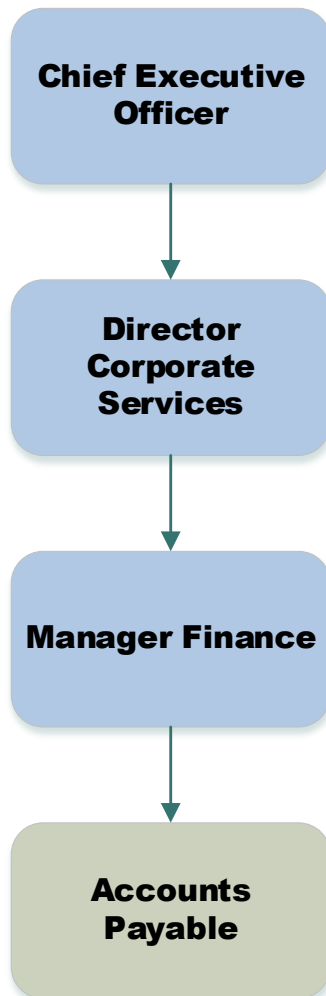 Chief Executive
Officer
Director
Corporate
Services
Manager Finance
Accounts
Payable